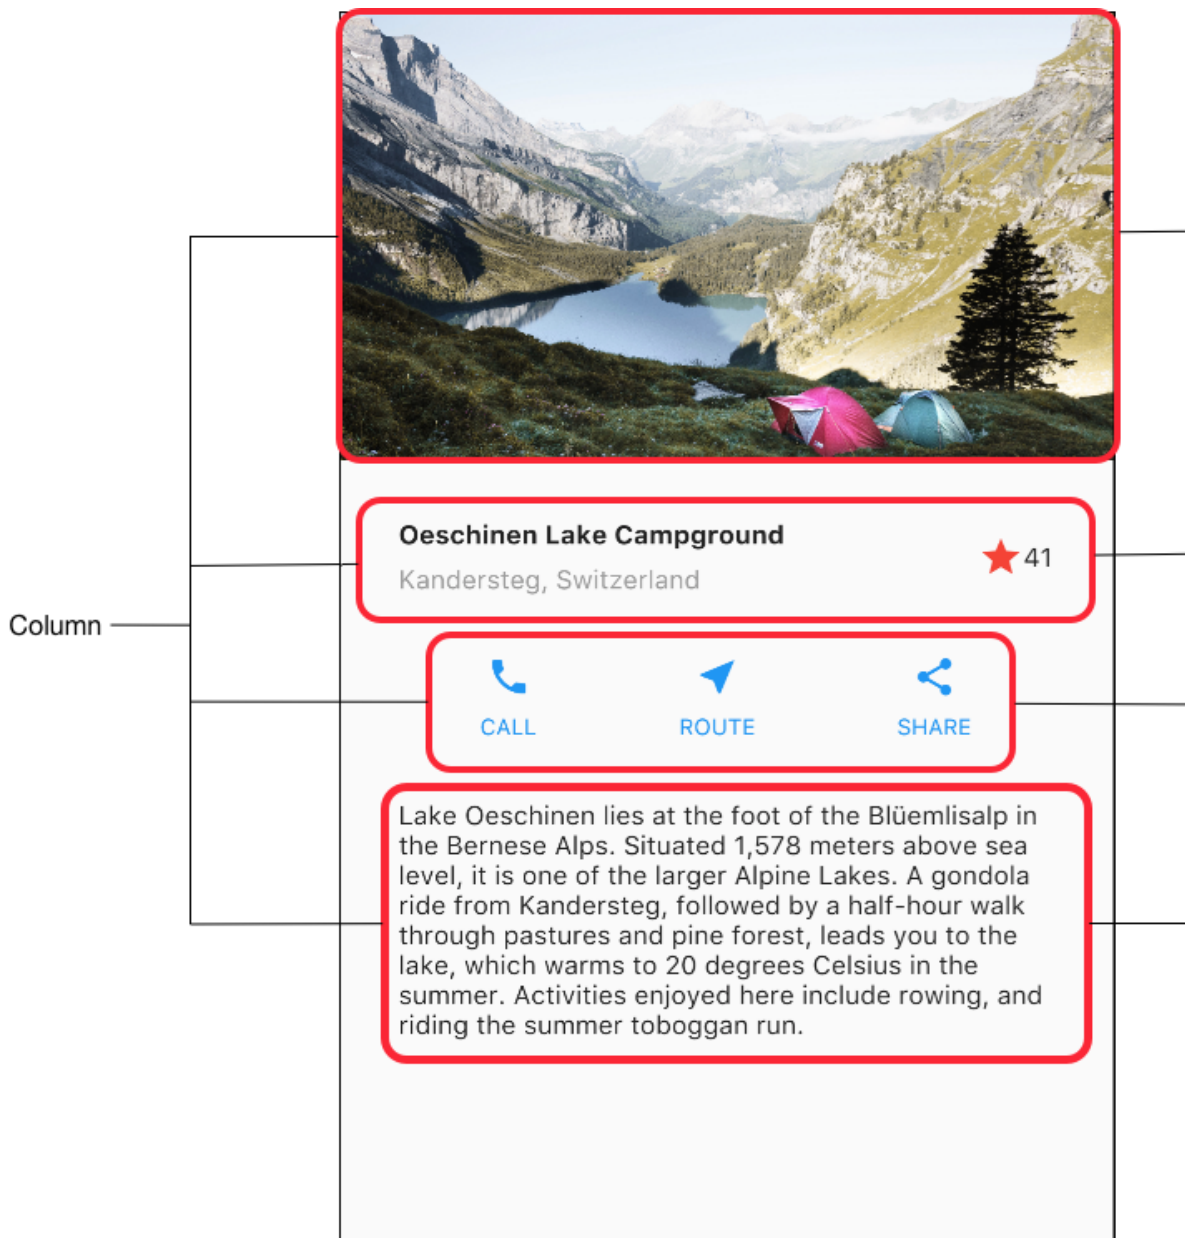 Oeschinen Lake Campground
Kandersteg, Switzerland
41
Column
CALL ROUTE SHARE
Lake Oeschinen lies at the foot of the Blüemlisalp in
the Bernese Alps. Situated 1,578 meters above sea
level, it is one of the larger Alpine Lakes. A gondola
ride from Kandersteg, followed by a half-hour walk
through pastures and pine forest, leads you to the
lake, which warms to 20 degrees Celsius in the
summer. Activities enjoyed here include rowing, and
riding the summer toboggan run.